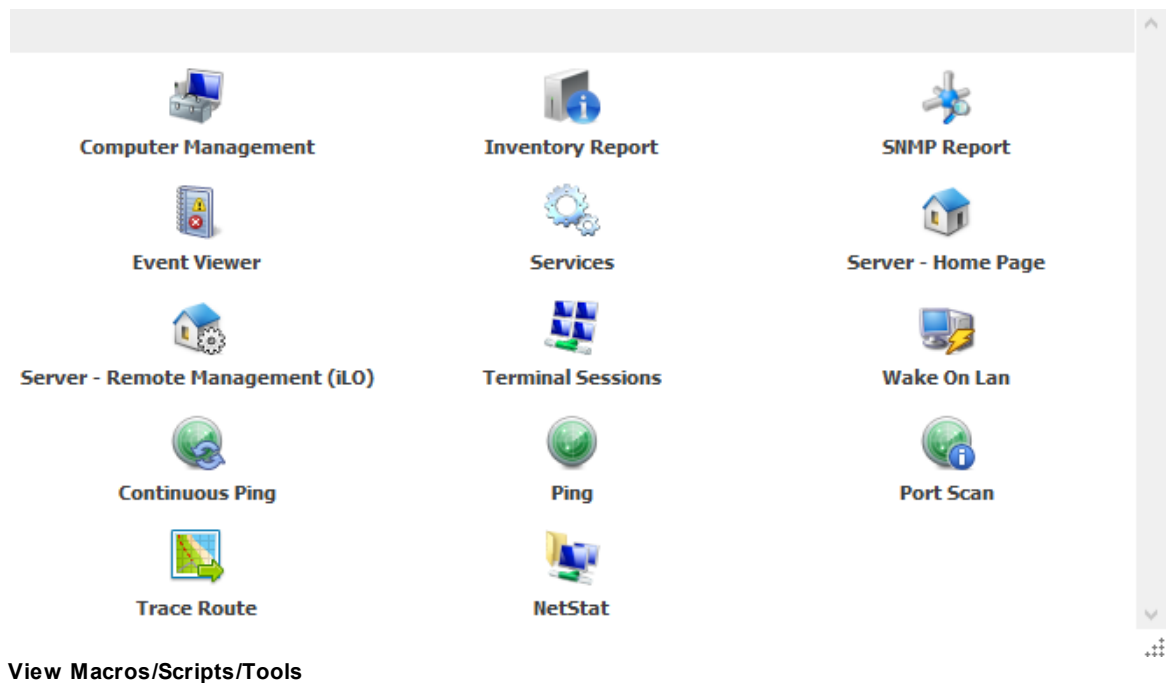 Computer Management
Inventory Report
SNMP Report
Event Viewer
Services
Server - Home Page
Server - Remote Management (iLO)
Terminal Sessions
Wake On Lan
Continuous Ping
Ping
Port Scan
Trace Route
NetStat
View Macros/Scripts/Tools